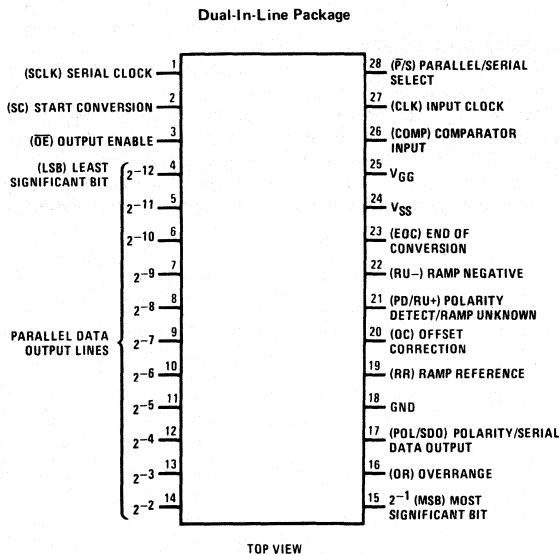 Dual-In-Line Package
(SCLK) SERIAL CLOCK 1
(SC) START CONVERSION 2
(O̅E̅) OUTPUT ENABLE 3
(LSB) LEAST
SIGNIFICANT BIT
2−12 4
2−11 5
2−10 6
2−9 7
2−8 8
PARALLEL DATA
OUTPUT LINES
2−7 9
2−6 10
2−5 11
2−4 12
2−3 13
2−2 14
28 (P̅/S) PARALLEL/SERIAL
SELECT
27 (CLK) INPUT CLOCK
26 (COMP) COMPARATOR
INPUT
25 VGG
24 VSS
23 (EOC) END OF
CONVERSION
22 (RU−) RAMP NEGATIVE
21 (PD/RU+) POLARITY
DETECT/RAMP UNKNOWN
20 (OC) OFFSET
CORRECTION
19 (RR) RAMP REFERENCE
18 GND
17 (POL/SDO) POLARITY/SERIAL
DATA OUTPUT
16 (OR) OVERRANGE
15 2−1 (MSB) MOST
SIGNIFICANT BIT
TOP VIEW